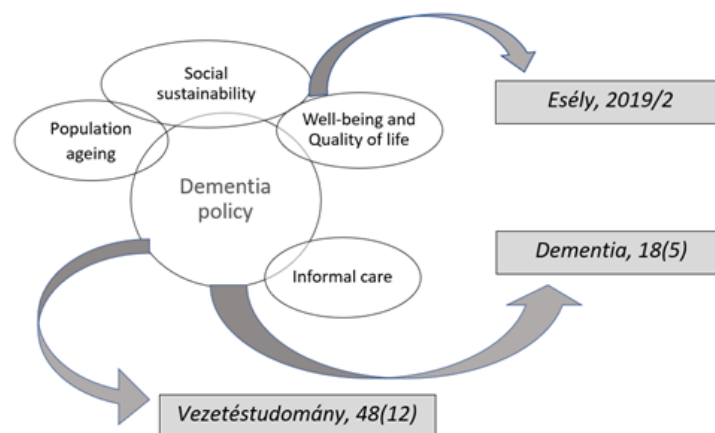 Social
sustainability
Esély, 2019/2
Population
ageing
Well-being and
Quality of life
Dementia
policy
Dementia, 18(5)
Informal care
Vezetéstudomány, 48(12)